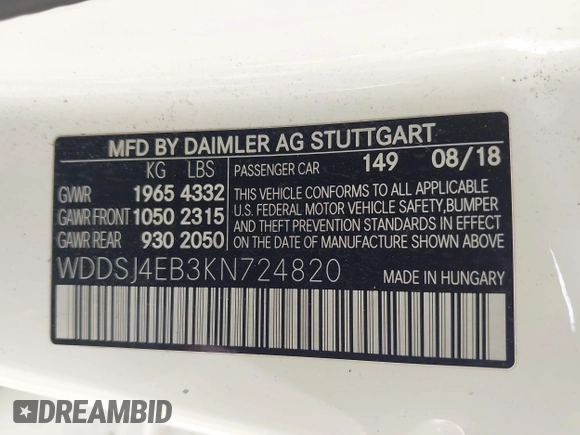 MFD BY DAIMLER AG STUTTGART
KG LBS PASSENGER CAR 149 08/18
GVWR 1965 4332 THIS VEHICLE CONFORMS TO ALL APPLICABLE
GAWR FRONT 1050 2315 U.S. FEDERAL MOTOR VEHICLE SAFETY, BUMPER
GAWR REAR 930 2050 AND THEFT PREVENTION STANDARDS IN EFFECT
ON THE DATE OF MANUFACTURE SHOWN ABOVE.
WDDSJ4EB3KN724820 MADE IN HUNGARY
DREAMBID